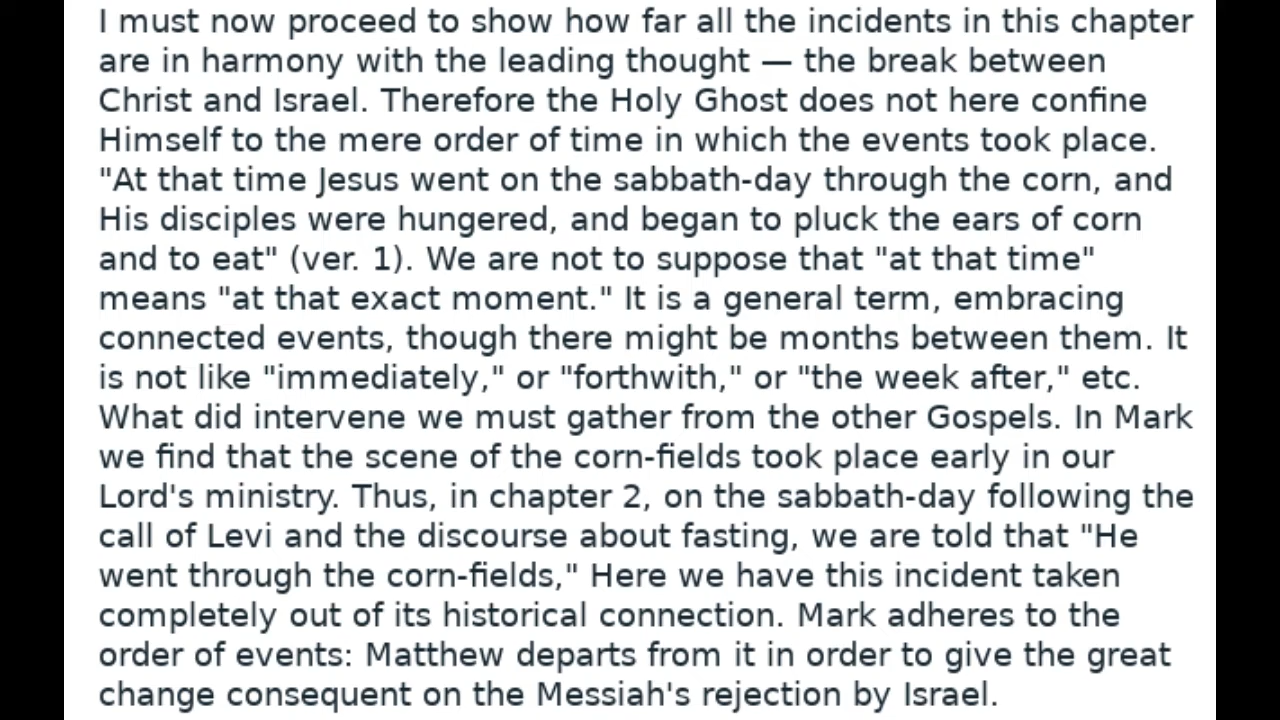 I must now proceed to show how far all the incidents in this chapter
are in harmony with the leading thought — the break between
Christ and Israel. Therefore the Holy Ghost does not here confine
Himself to the mere order of time in which the events took place.
"At that time Jesus went on the sabbath-day through the corn, and
His disciples were hungered, and began to pluck the ears of corn
and to eat" (ver. 1). We are not to suppose that "at that time"
means "at that exact moment." It is a general term, embracing
connected events, though there might be months between them. It
is not like "immediately," or "forthwith," or "the week after," etc.
What did intervene we must gather from the other Gospels. In Mark
we find that the scene of the corn-fields took place early in our
Lord's ministry. Thus, in chapter 2, on the sabbath-day following the
call of Levi and the discourse about fasting, we are told that "He
went through the corn-fields," Here we have this incident taken
completely out of its historical connection. Mark adheres to the
order of events: Matthew departs from it in order to give the great
change consequent on the Messiah's rejection by Israel.